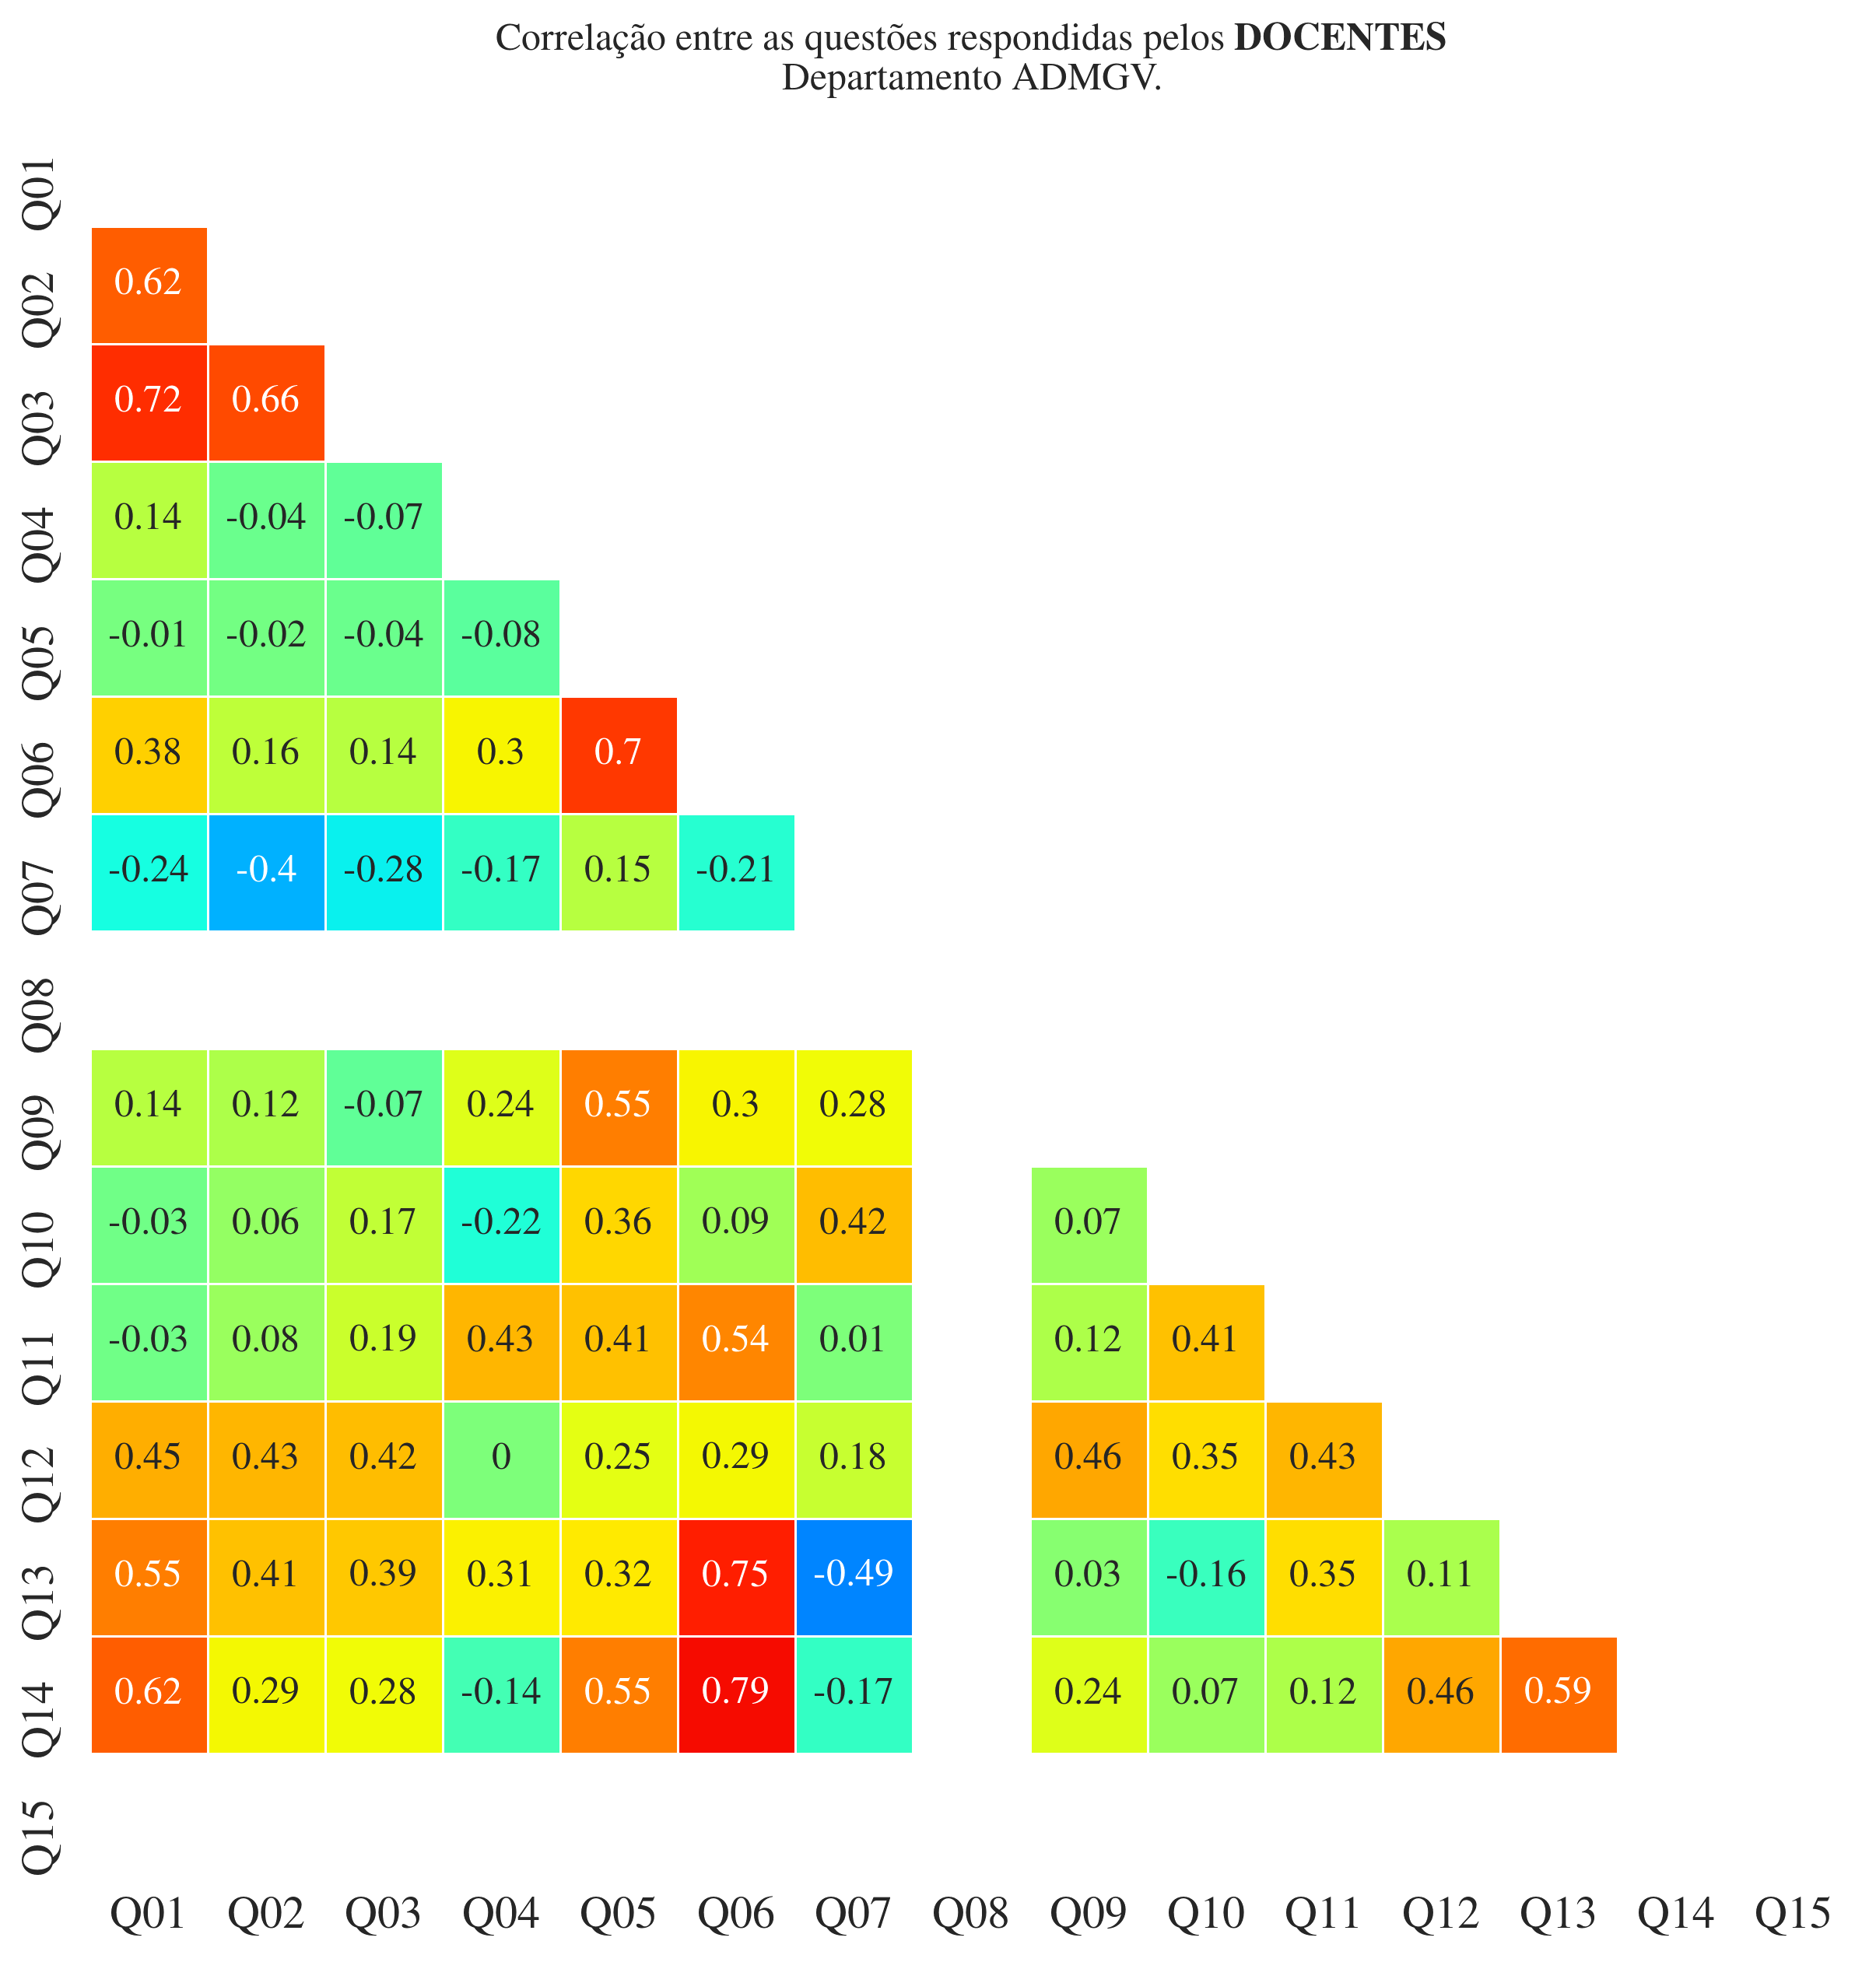 Correlação entre as questões respondidas pelos DOCENTES
Departamento ADMGV.
Q01
Q02 0.62
Q03 0.72 0.66
Q04 0.14 -0.04 -0.07
Q05 -0.01 -0.02 -0.04 -0.08
Q06 0.38 0.16 0.14 0.3 0.7
Q07 -0.24 -0.4 -0.28 -0.17 0.15 -0.21
Q08
Q09 0.14 0.12 -0.07 0.24 0.55 0.3 0.28
Q10 -0.03 0.06 0.17 -0.22 0.36 0.09 0.42 0.07
Q11 -0.03 0.08 0.19 0.43 0.41 0.54 0.01 0.12 0.41
Q12 0.45 0.43 0.42 0 0.25 0.29 0.18 0.46 0.35 0.43
Q13 0.55 0.41 0.39 0.31 0.32 0.75 -0.49 0.03 -0.16 0.35 0.11
Q14 0.62 0.29 0.28 -0.14 0.55 0.79 -0.17 0.24 0.07 0.12 0.46 0.59
Q15
Q01 Q02 Q03 Q04 Q05 Q06 Q07 Q08 Q09 Q10 Q11 Q12 Q13 Q14 Q15